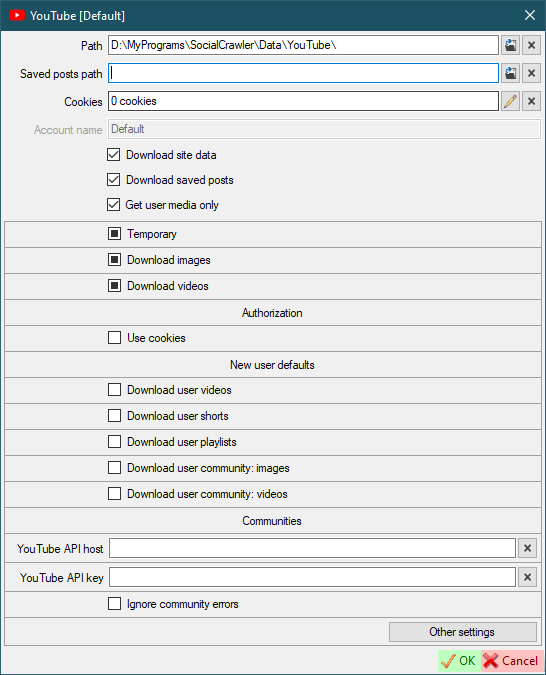 YouTube [Default]
Path D:\MyPrograms\SocialCrawler\Data\YouTube\
Saved posts path
Cookies 0 cookies
Account name Default
Download site data
Download saved posts
Get user media only
Temporary
Download images
Download videos
Authorization
Use cookies
New user defaults
Download user videos
Download user shorts
Download user playlists
Download user community: images
Download user community: videos
Communities
YouTube API host
YouTube API key
Ignore community errors
Other settings
OK Cancel